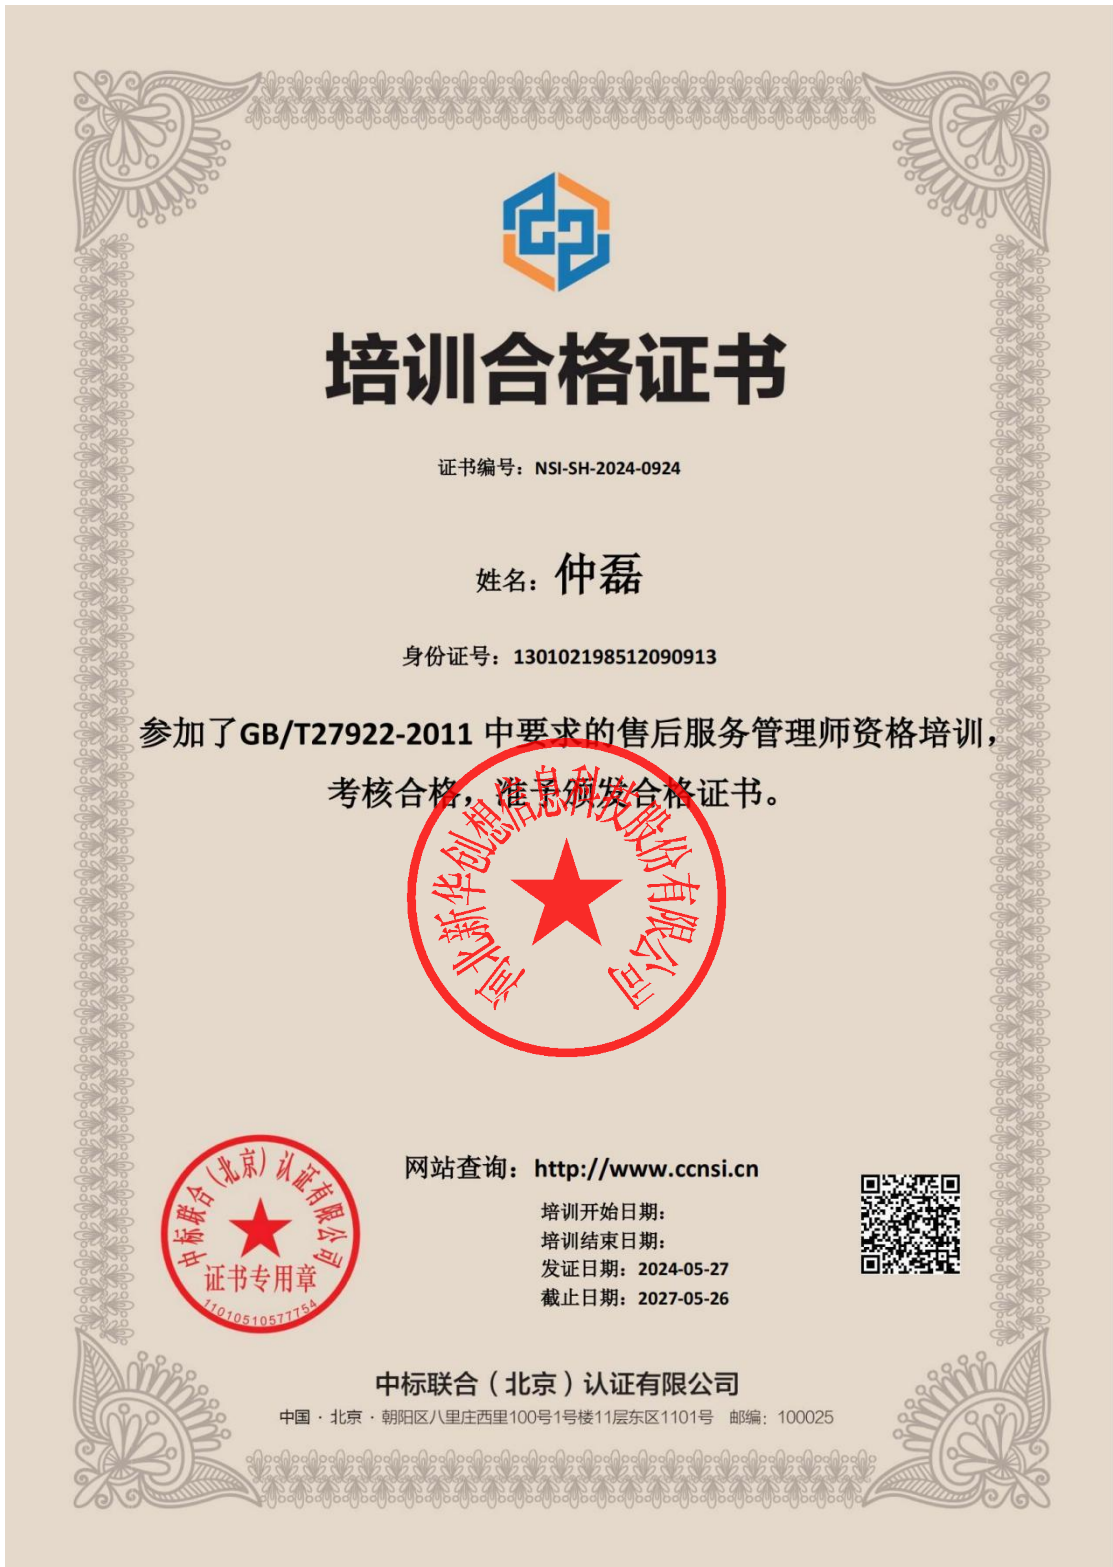 培训合格证书
证书编号：NSI-SH-2024-0924
姓名：仲磊
身份证号：130102198512090913
参加了GB/T27922-2011 中要求的售后服务管理师资格培训，
考核合格，准予颁发合格证书。
河北新华创想信息科技股份有限公司
网站查询：http://www.ccnsi.cn
培训开始日期：
培训结束日期：
发证日期：2024-05-27
截止日期：2027-05-26
中标联合（北京）认证有限公司
证书专用章
11010510577754
中标联合（北京）认证有限公司
中国 · 北京 · 朝阳区八里庄西里100号1号楼11层东区1101号 邮编：100025